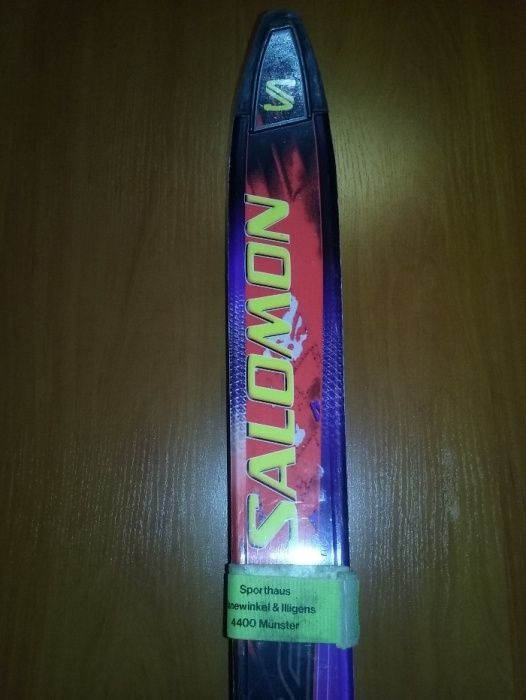 SALOMON
Sporthaus
& Illigens
4400 Münster